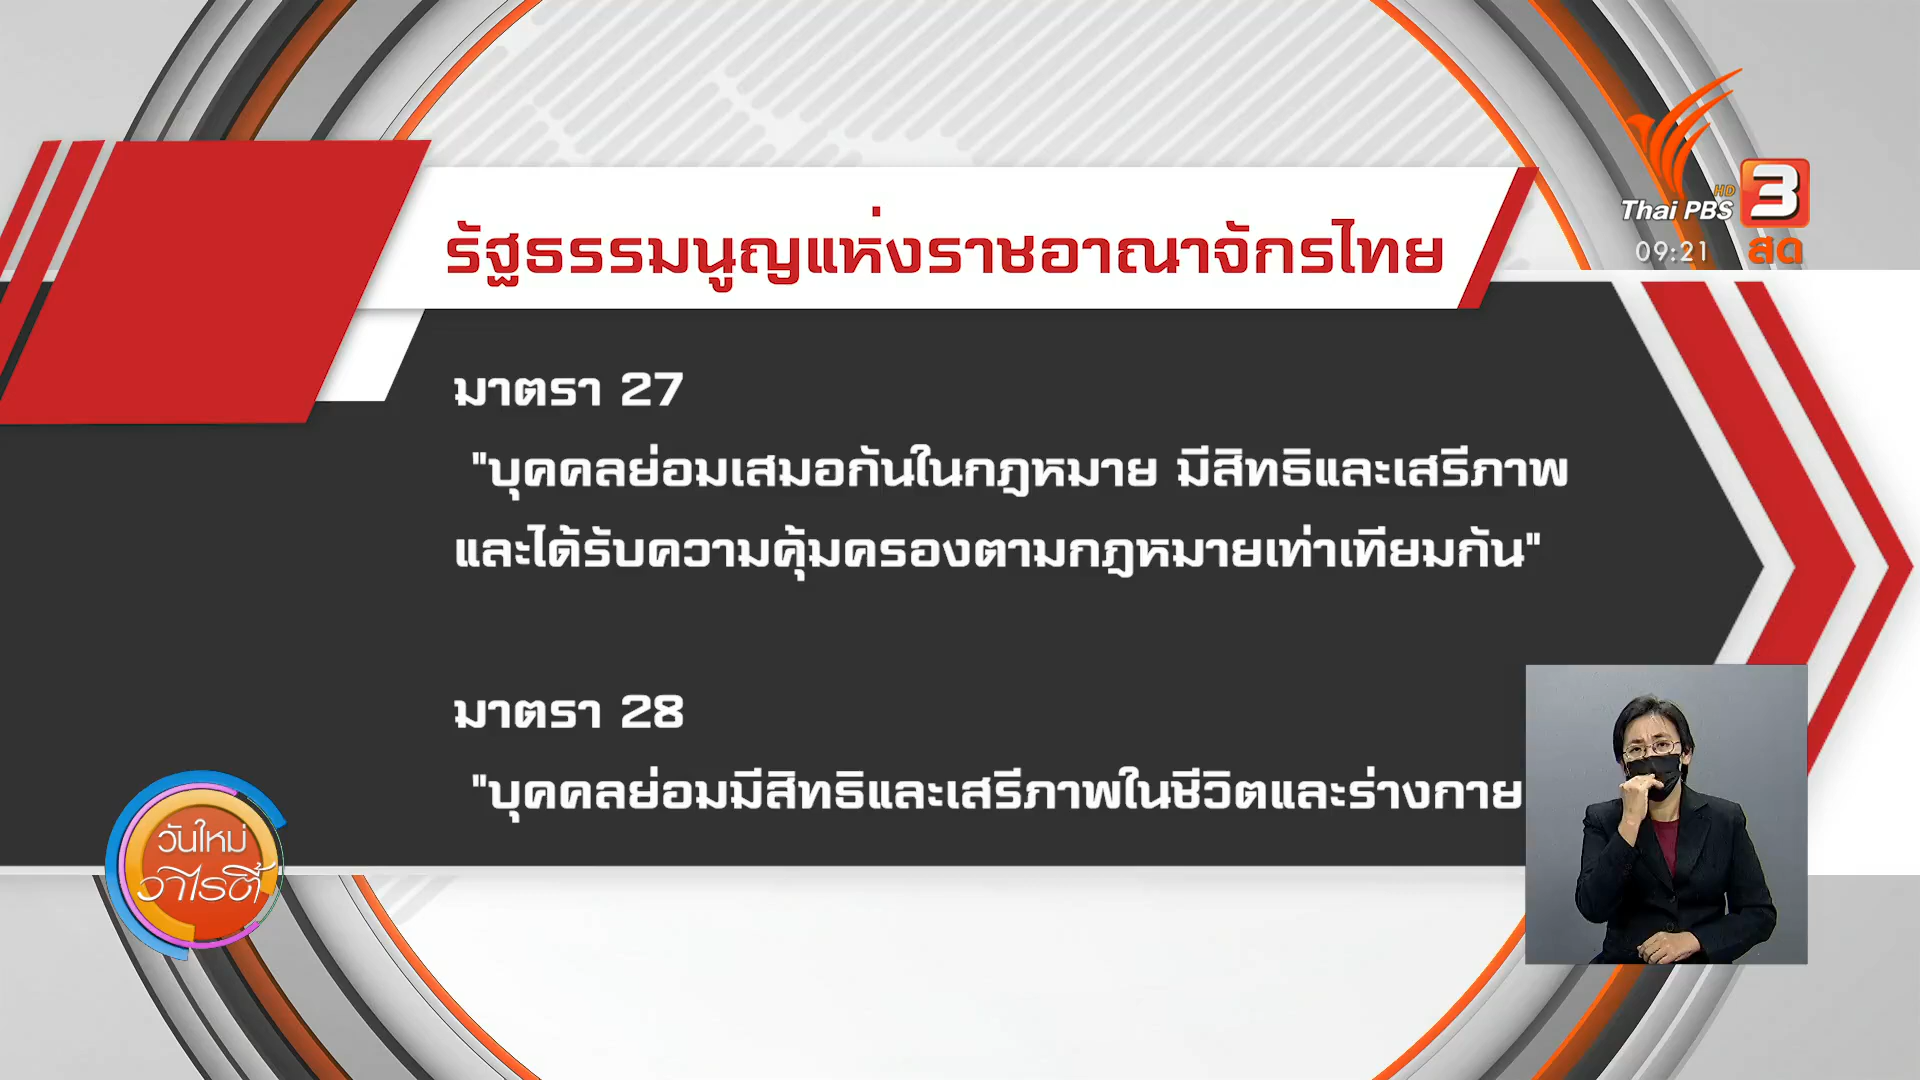 รัฐธรรมนูญแห่งราชอาณาจักรไทย
HD
Thai PBS 3
09:21 สด
มาตรา 27
"บุคคลย่อมเสมอกันในกฎหมาย มีสิทธิและเสรีภาพ
และได้รับความคุ้มครองตามกฎหมายเท่าเทียมกัน"
มาตรา 28
"บุคคลย่อมมีสิทธิและเสรีภาพในชีวิตและร่างกาย
วันใหม่
วาไรตี้